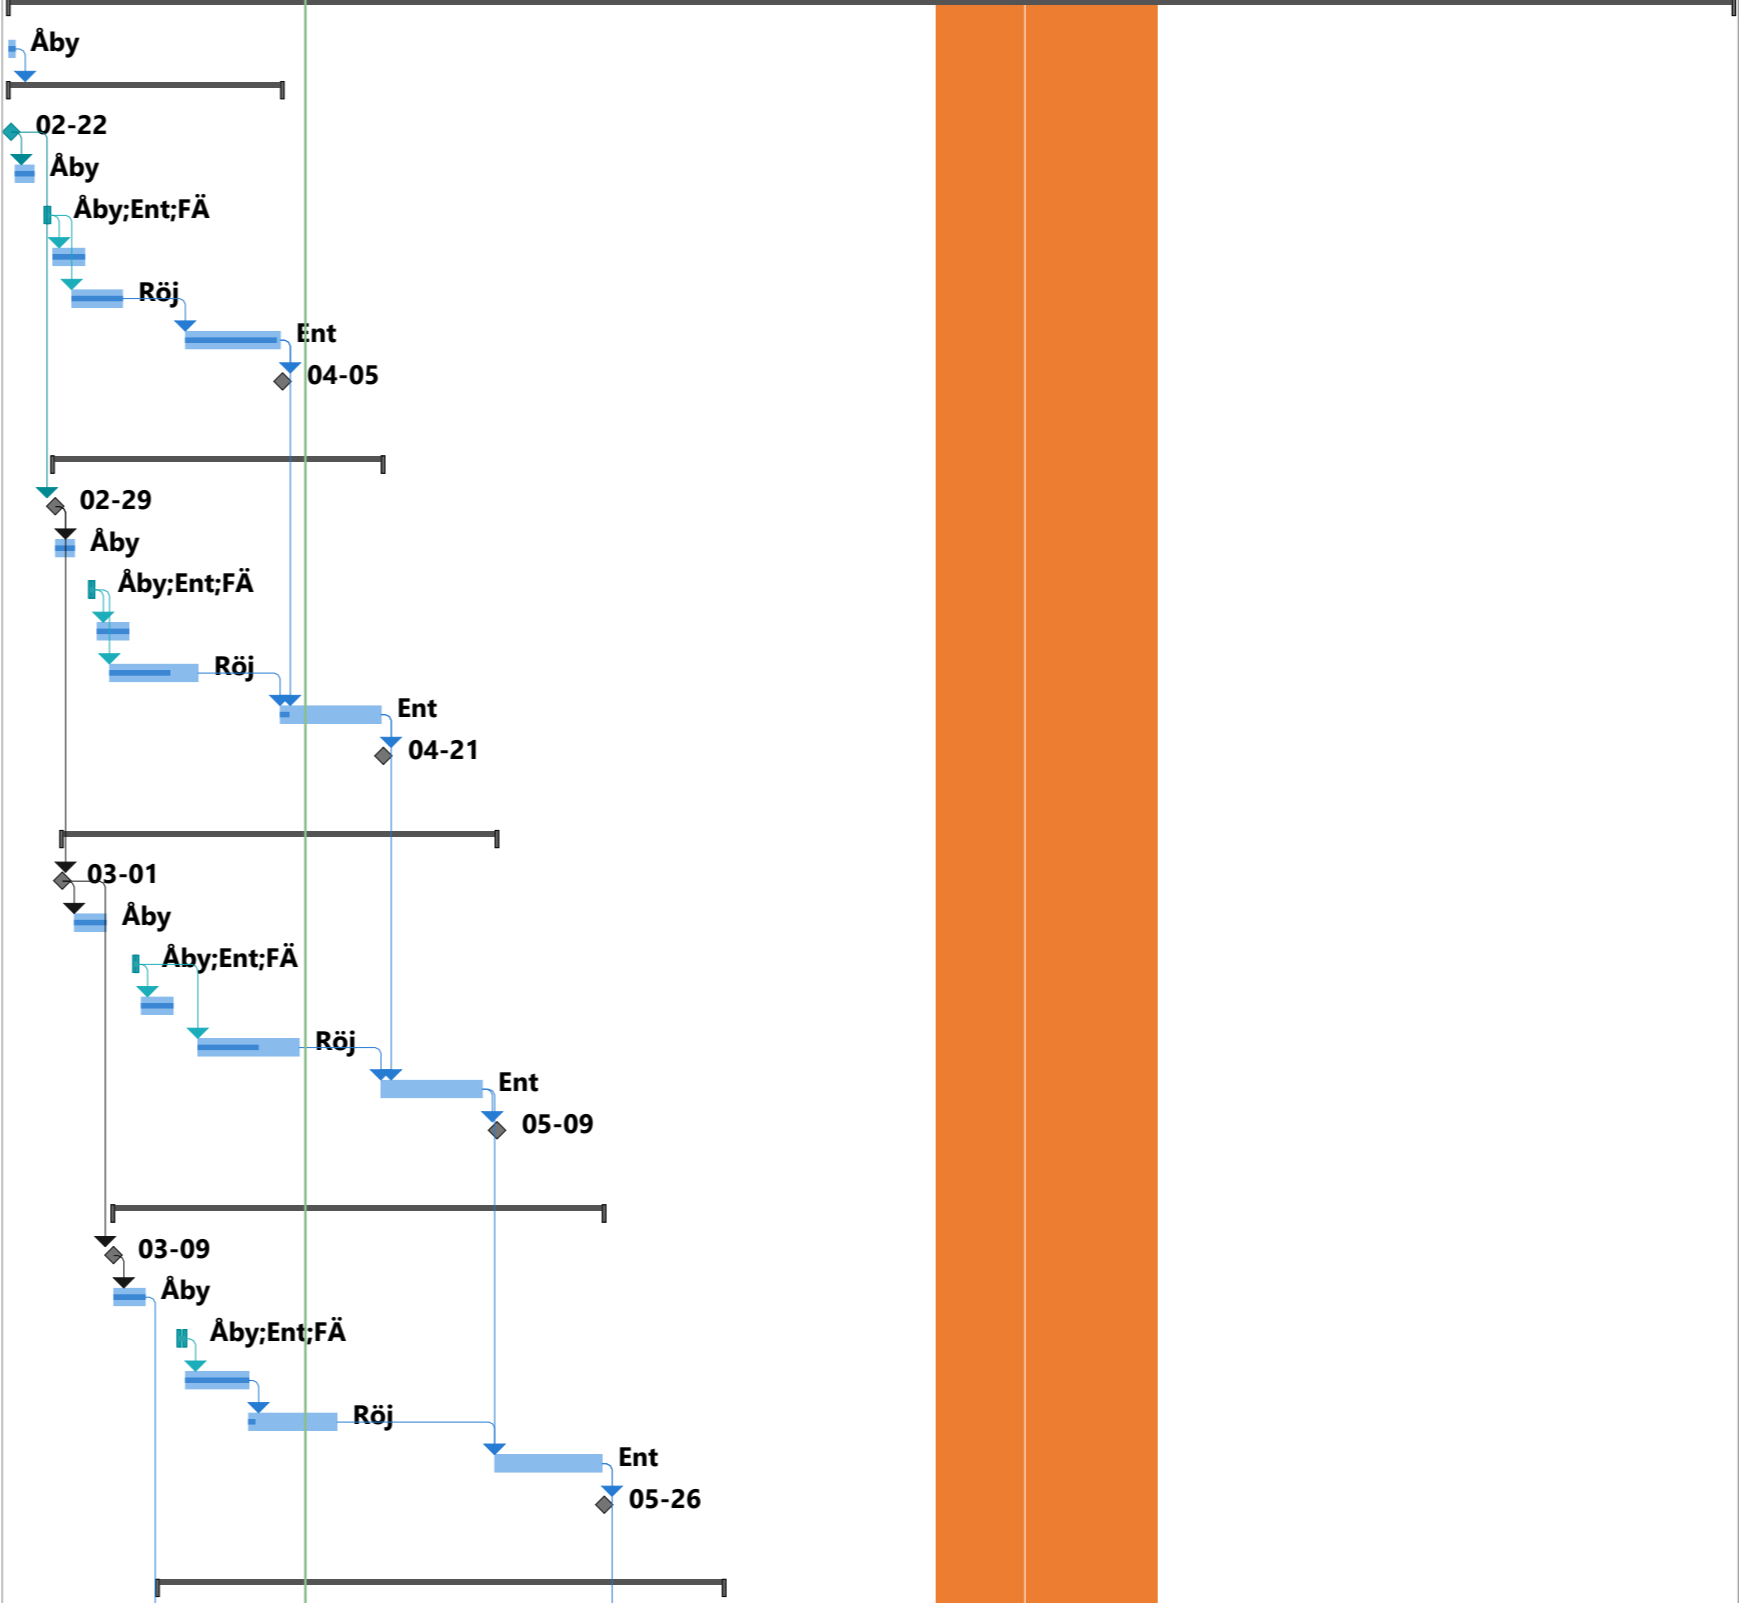 Åby
02-22
Åby
Åby;Ent;FÄ
Röj
Ent
04-05
02-29
Åby
Åby;Ent;FÄ
Röj
Ent
04-21
03-01
Åby
Åby;Ent;FÄ
Röj
Ent
05-09
03-09
Åby
Åby;Ent;FÄ
Röj
Ent
05-26